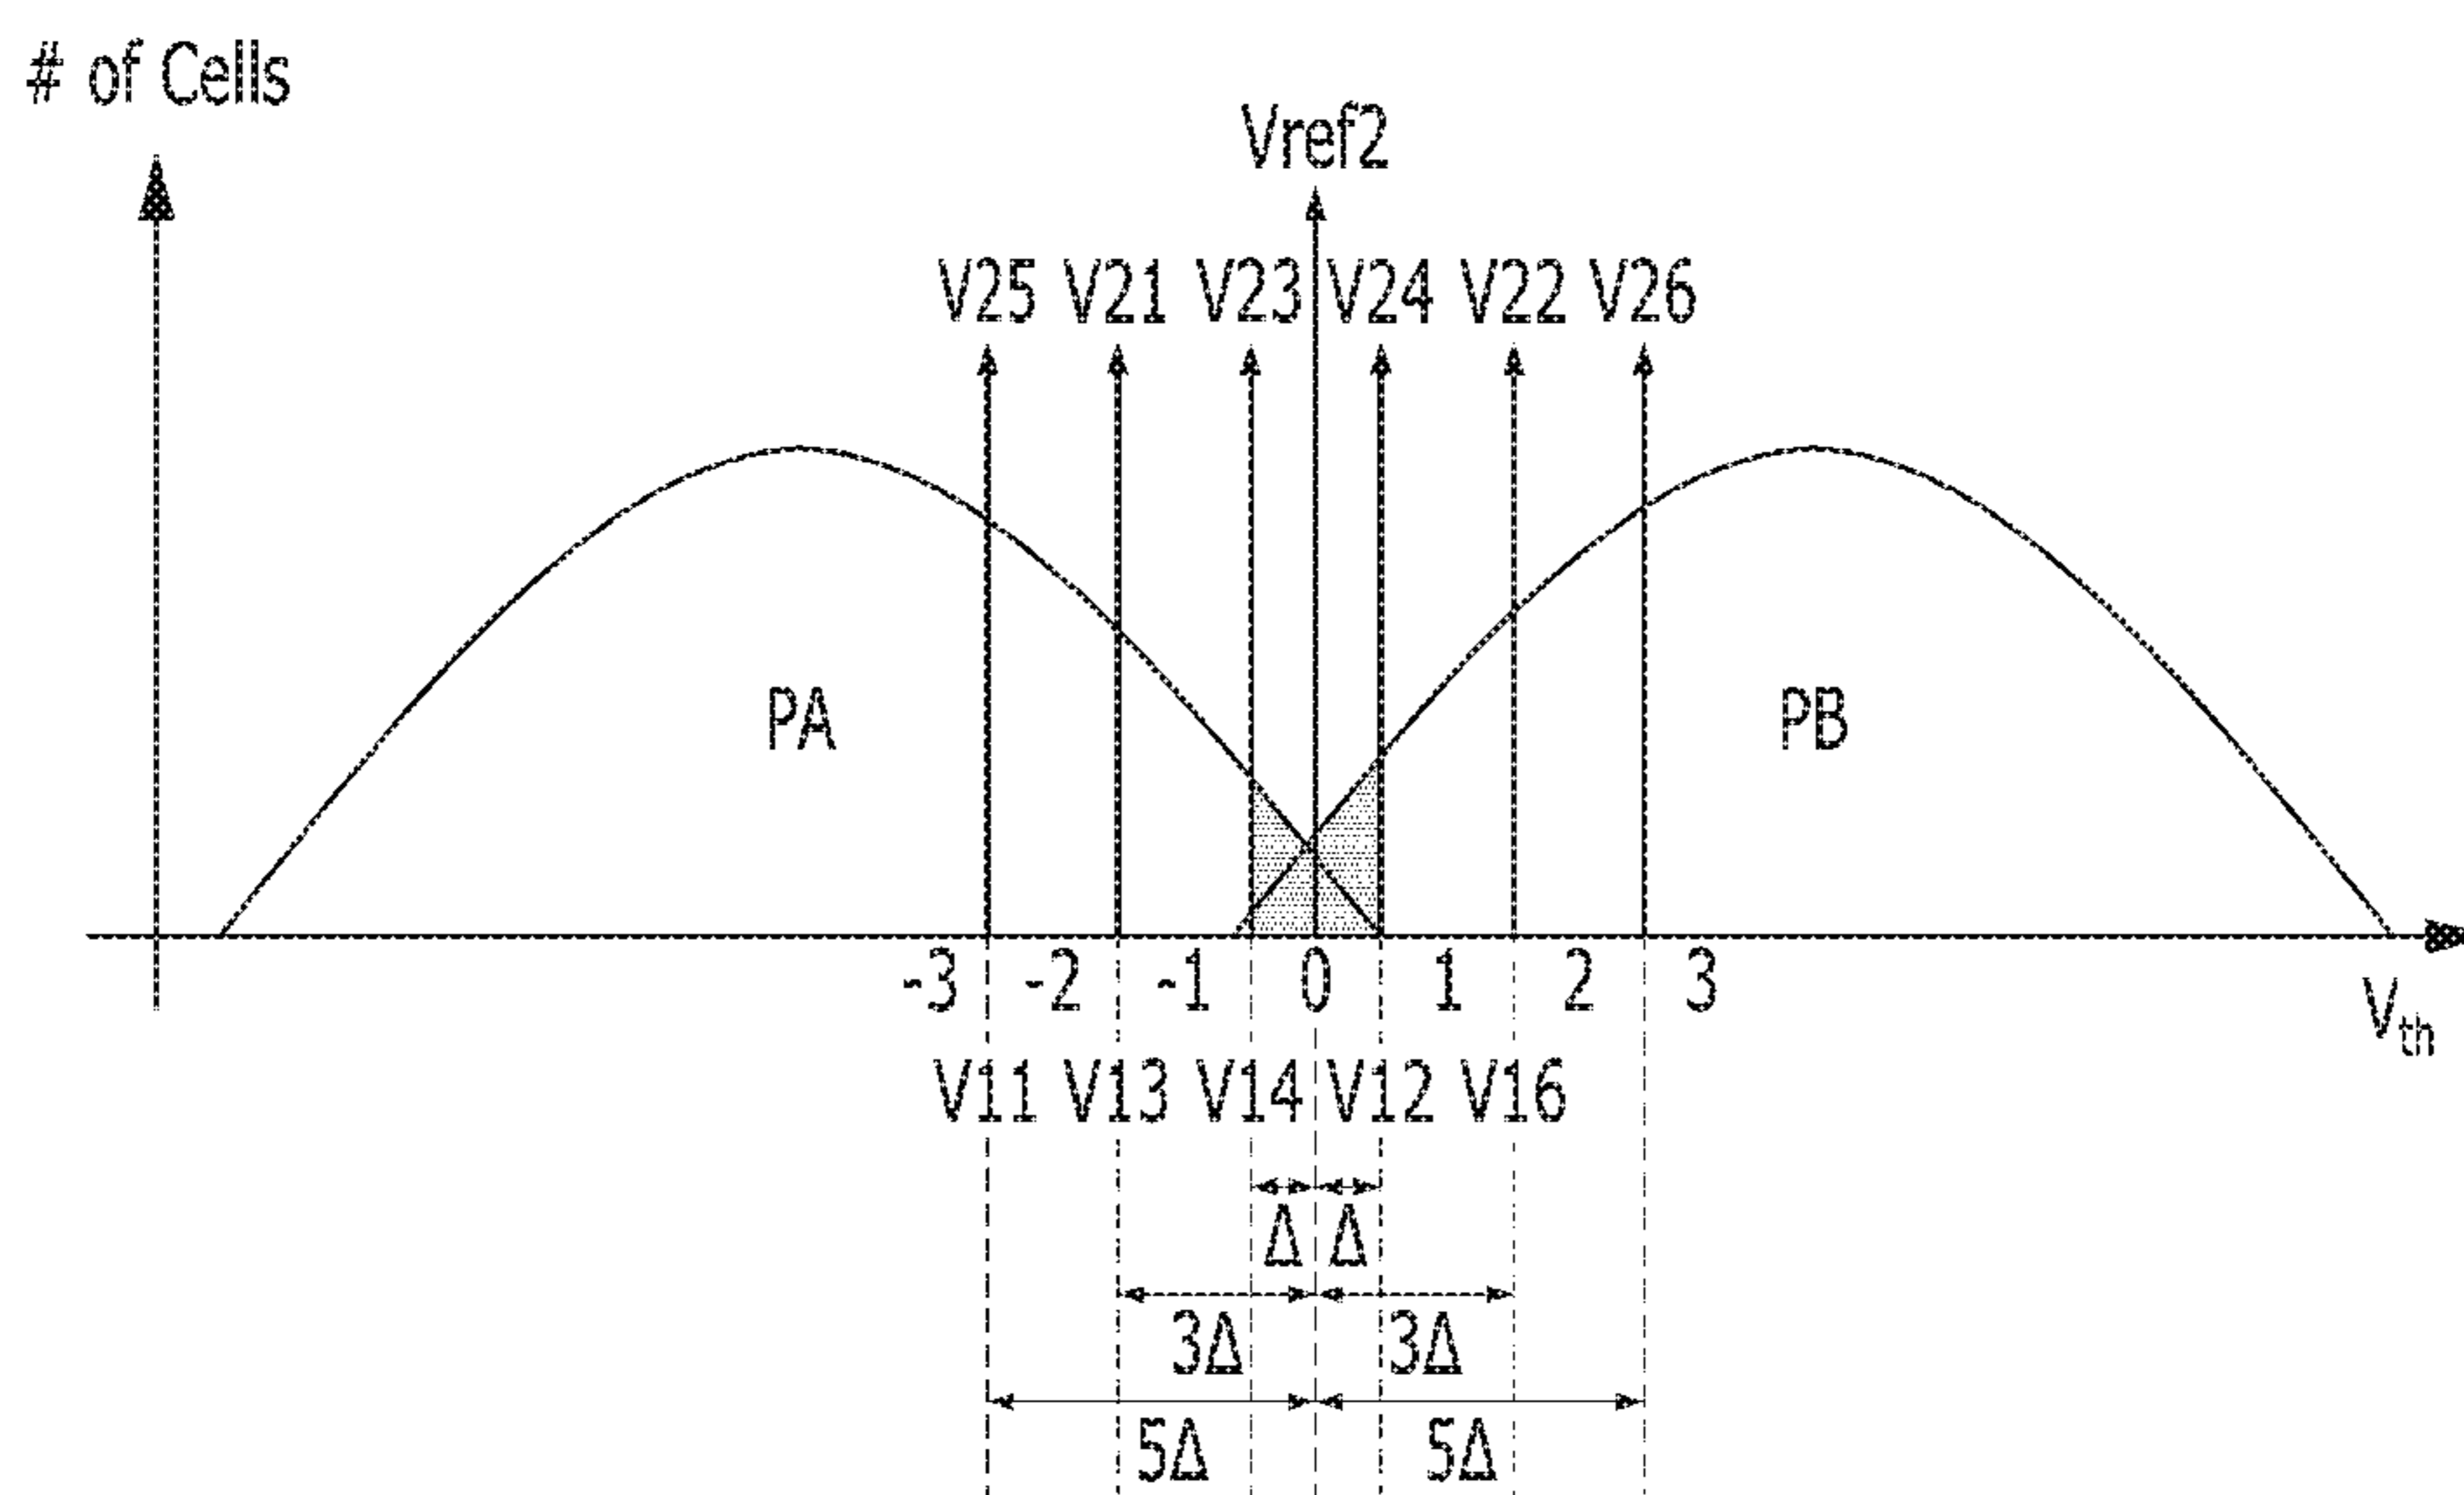 # of Cells
Vref2
V25 V21 V23 V24 V22 V26
PA
PB
-3 -2 -1 0 1 2 3
Vth
V11 V13 V14 V12 V16
Δ Δ
3Δ 3Δ
5Δ 5Δ